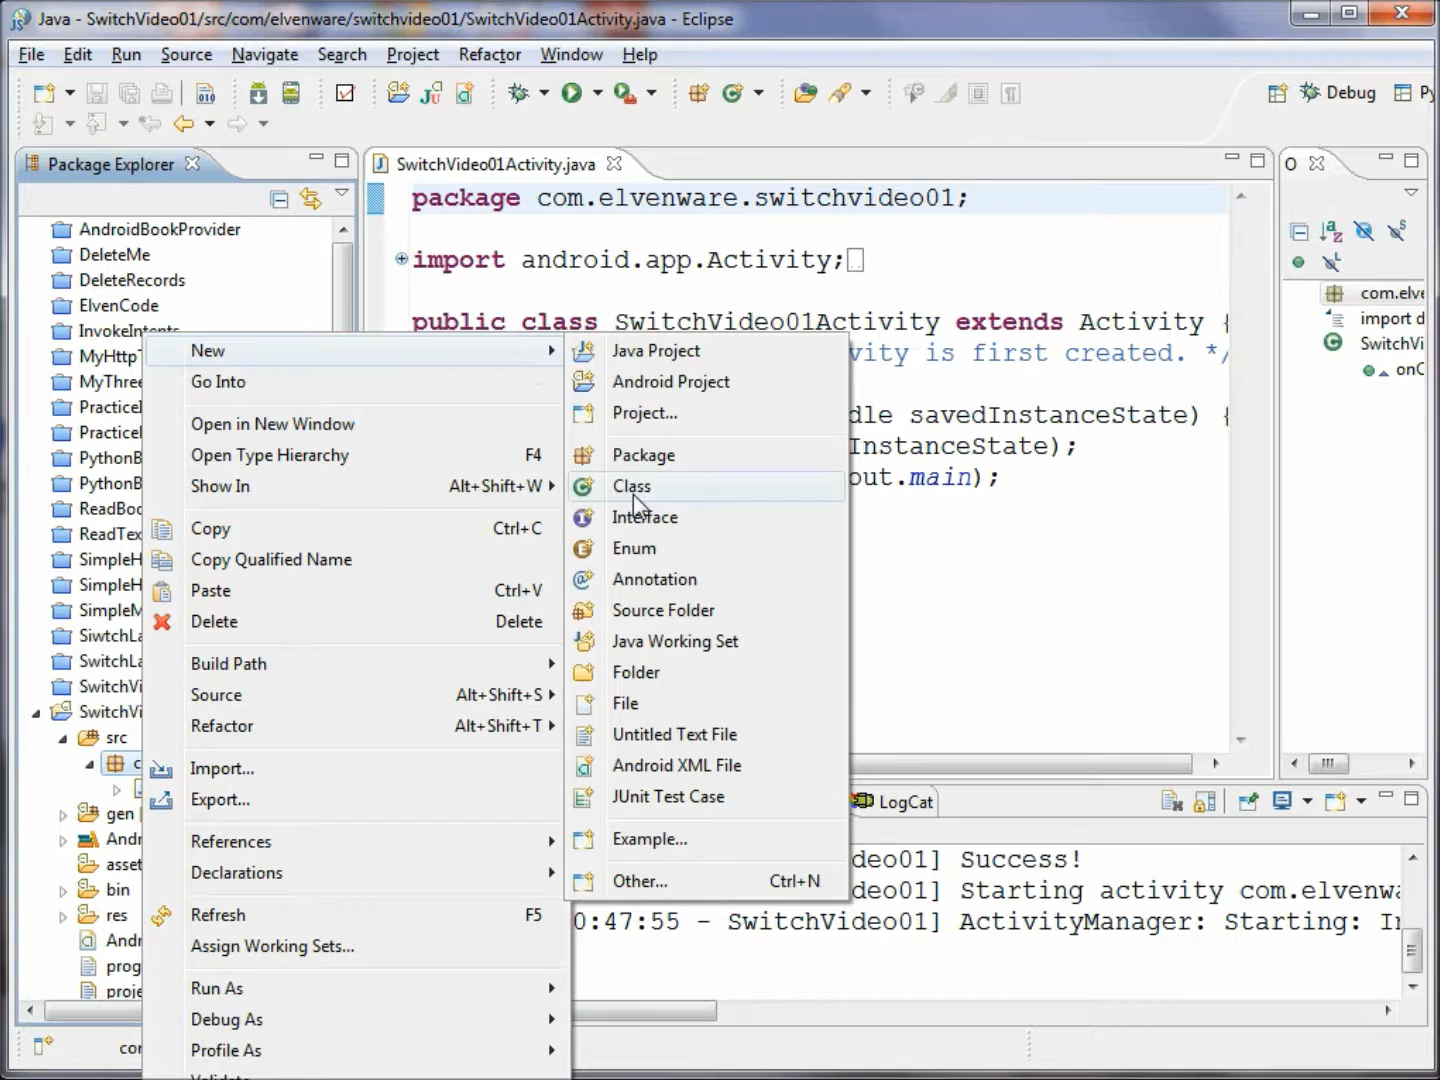 Java - SwitchVideo01/src/com/elvenware/switchvideo01/SwitchVideo01Activity.java - Eclipse
File Edit Run Source Navigate Search Project Refactor Window Help
Debug Py
Package Explorer
AndroidBookProvider
DeleteMe
DeleteRecords
ElvenCode
InvokeIntents
MyHttp
MyThree
PracticeI
PracticeI
PythonB
PythonB
ReadBoo
ReadTex
SimpleH
SimpleH
SimpleM
SiwtchLa
SwitchLa
SwitchVi
SwitchVi
src
c
gen
Andr
asset
bin
res
Andr
prog
proje
SwitchVideo01Activity.java
package com.elvenware.switchvideo01;
import android.app.Activity;
public class SwitchVideo01Activity extends Activity {
vity is first created. */
dle savedInstanceState) {
InstanceState);
out.main);
New
Go Into
Open in New Window
Open Type Hierarchy F4
Show In Alt+Shift+W
Copy Ctrl+C
Copy Qualified Name
Paste Ctrl+V
Delete Delete
Build Path
Source Alt+Shift+S
Refactor Alt+Shift+T
Import...
Export...
References
Declarations
Refresh F5
Assign Working Sets...
Run As
Debug As
Profile As
Validate
Java Project
Android Project
Project...
Package
Class
Interface
Enum
Annotation
Source Folder
Java Working Set
Folder
File
Untitled Text File
Android XML File
JUnit Test Case
Example...
Other... Ctrl+N
O
com.elve
import d
SwitchVi
onC
LogCat
deo01] Success!
deo01] Starting activity com.elvenwa
0:47:55 - SwitchVideo01] ActivityManager: Starting: In
con